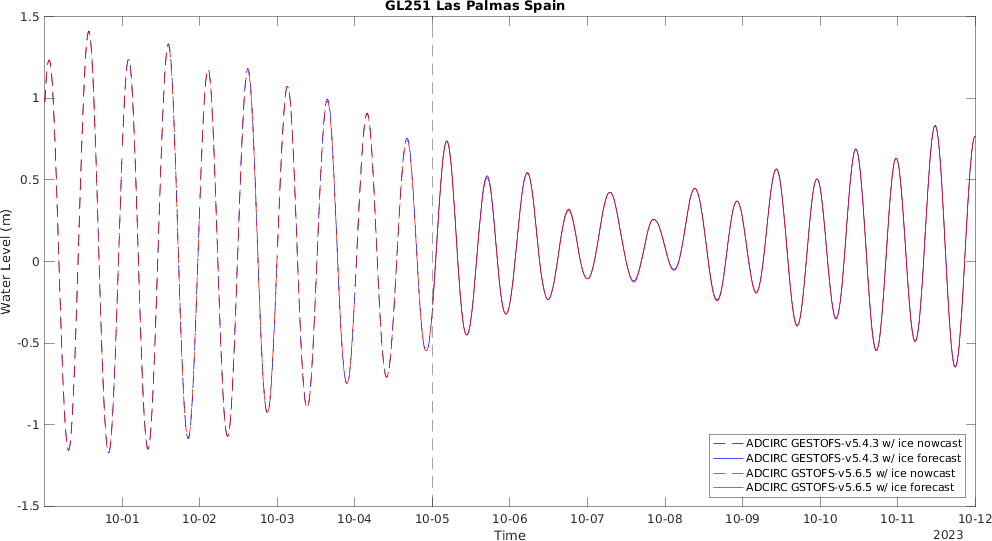 GL251 Las Palmas Spain
Water Level (m)
1.5
1
0.5
0
-0.5
-1
-1.5
ADCIRC GESTOFS-v5.4.3 w/ ice nowcast
ADCIRC GESTOFS-v5.4.3 w/ ice forecast
ADCIRC GSTOFS-v5.6.5 w/ ice nowcast
ADCIRC GSTOFS-v5.6.5 w/ ice forecast
10-01 10-02 10-03 10-04 10-05 10-06 10-07 10-08 10-09 10-10 10-11 10-12
Time
2023